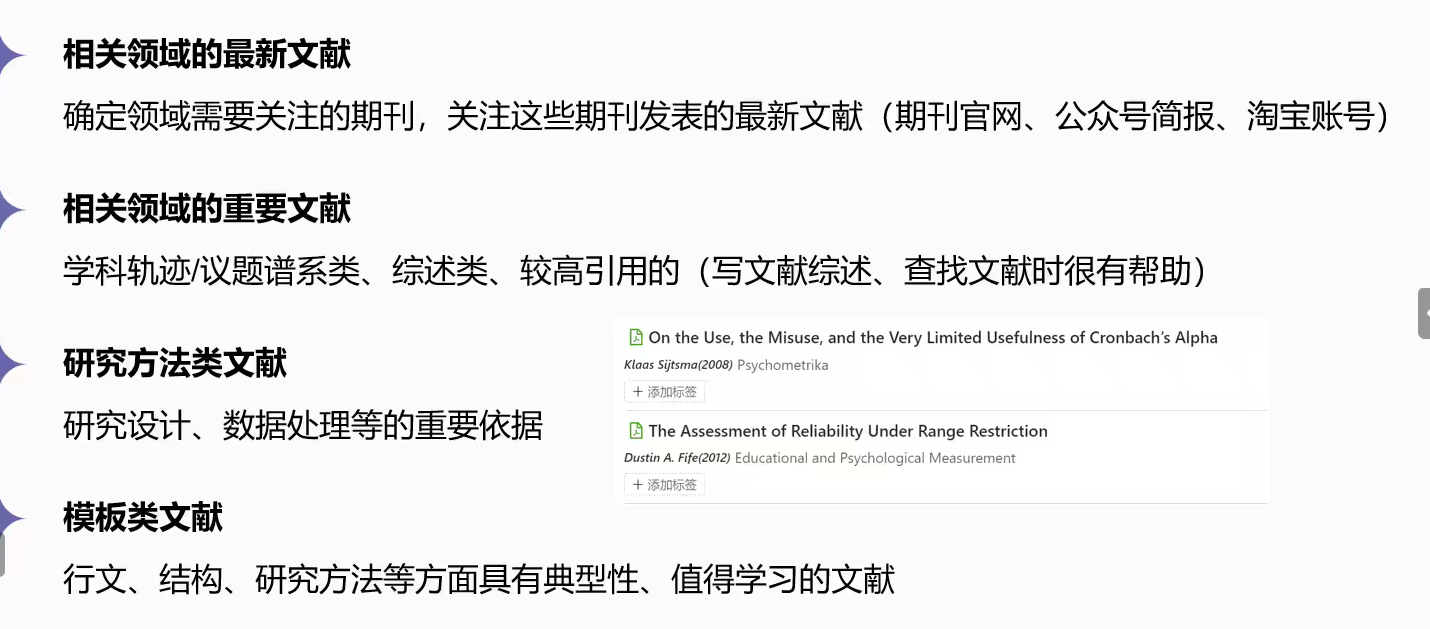 相关领域的最新文献
确定领域需要关注的期刊，关注这些期刊发表的最新文献（期刊官网、公众号简报、淘宝账号）
相关领域的重要文献
学科轨迹/议题谱系类、综述类、较高引用的（写文献综述、查找文献时很有帮助）
研究方法类文献
研究设计、数据处理等的重要依据
On the Use, the Misuse, and the Very Limited Usefulness of Cronbach’s Alpha
Klaas Sijtsma(2008) Psychometrika
+ 添加标签
The Assessment of Reliability Under Range Restriction
Dustin A. Fife(2012) Educational and Psychological Measurement
+ 添加标签
模板类文献
行文、结构、研究方法等方面具有典型性、值得学习的文献